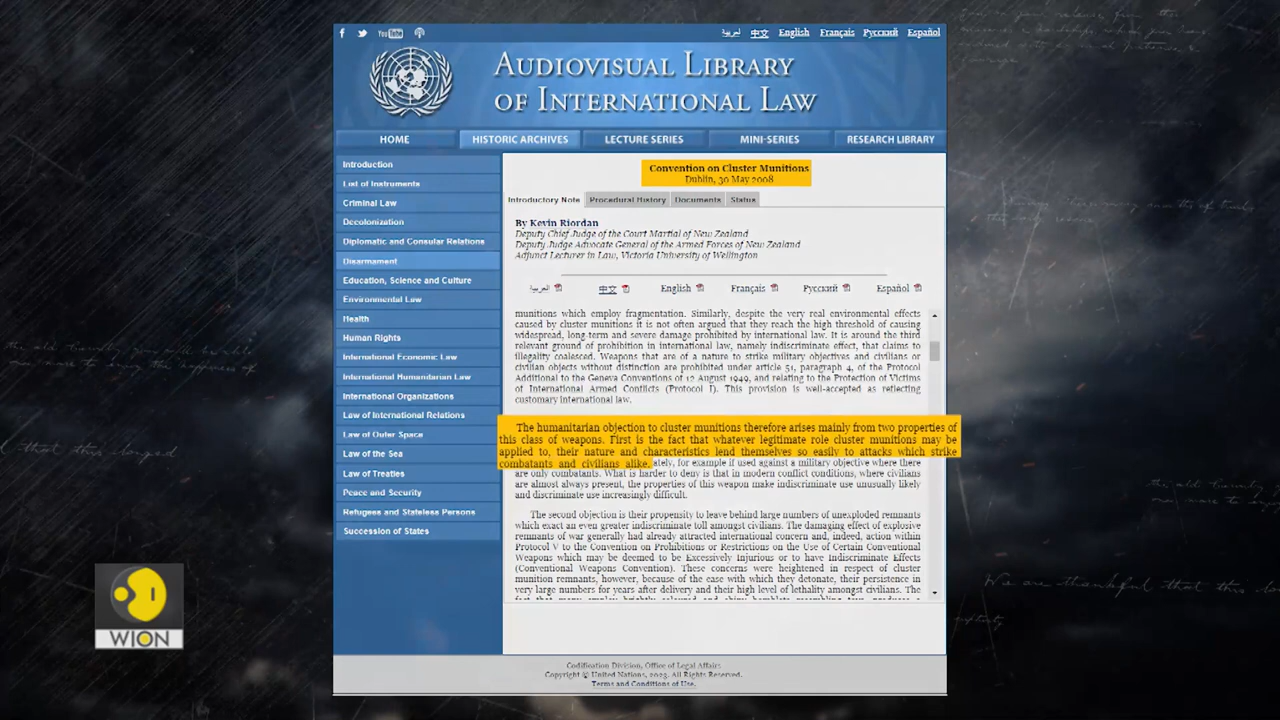 العربية 中文 English Français Русский Español
AUDIOVISUAL LIBRARY
OF INTERNATIONAL LAW
HOME HISTORIC ARCHIVES LECTURE SERIES MINI-SERIES RESEARCH LIBRARY
Introduction
List of Instruments
Criminal Law
Decolonization
Diplomatic and Consular Relations
Disarmament
Education, Science and Culture
Environmental Law
Health
Human Rights
International Economic Law
International Humanitarian Law
International Organizations
Law of International Relations
Law of Outer Space
Law of the Sea
Law of Treaties
Peace and Security
Refugees and Stateless Persons
Succession of States
Convention on Cluster Munitions
Dublin, 30 May 2008
Introductory Note Procedural History Documents Status
By Kevin Riordan
Deputy Chief Judge of the Court Martial of New Zealand
Deputy Judge Advocate General of the Armed Forces of New Zealand
Adjunct Lecturer in Law, Victoria University of Wellington
العربية 中文 English Français Русский Español
munitions which employ fragmentation. Similarly, despite the very real environmental effects
caused by cluster munitions it is not often argued that they reach the high threshold of causing
widespread, long-term and severe damage prohibited by international law. It is around the third
relevant ground of prohibition in international law, namely indiscriminate effect, that claims to
illegality coalesced. Weapons that are of a nature to strike military objectives and civilians or
civilian objects without distinction are prohibited under article 51, paragraph 4, of the Protocol
Additional to the Geneva Conventions of 12 August 1949, and relating to the Protection of Victims
of International Armed Conflicts (Protocol I). This provision is well-accepted as reflecting
customary international law.
The humanitarian objection to cluster munitions therefore arises mainly from two properties of
this class of weapons. First is the fact that whatever legitimate role cluster munitions may be
applied to, their nature and characteristics lend themselves so easily to attacks which strike
combatants and civilians alike.
ately, for example if used against a military objective where there
are only combatants. What is harder to deny is that in modern conflict conditions, where civilians
are almost always present, the properties of this weapon make indiscriminate use unusually likely
and discriminate use increasingly difficult.
The second objection is their propensity to leave behind large numbers of unexploded remnants
which exact an even greater indiscriminate toll amongst civilians. The damaging effect of explosive
remnants of war generally had already attracted international concern and, indeed, action within
Protocol V to the Convention on Prohibitions or Restrictions on the Use of Certain Conventional
Weapons which may be deemed to be Excessively Injurious or to have Indiscriminate Effects
(Conventional Weapons Convention). These concerns were heightened in respect of cluster
munition remnants, however, because of the ease with which they detonate, their persistence in
very large numbers for years after delivery and their high level of lethality amongst civilians. The
Codification Division, Office of Legal Affairs
Copyright © United Nations, 2023. All Rights Reserved.
Terms and Conditions of Use.
WION